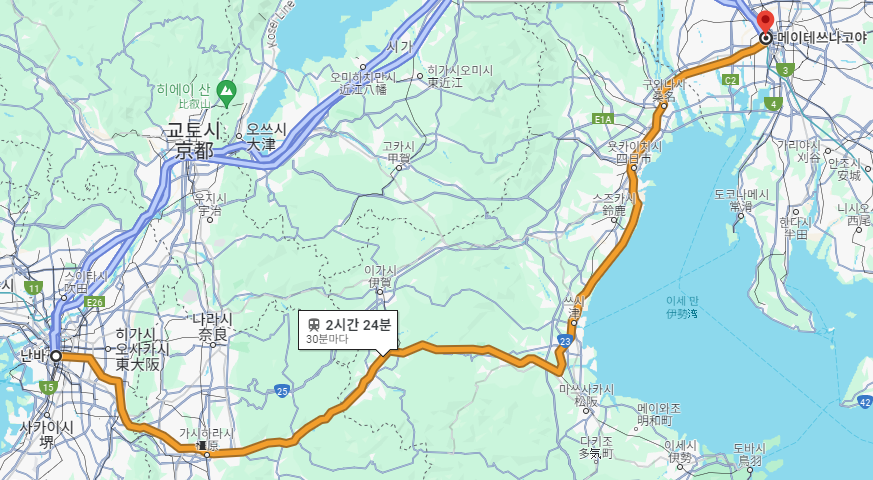 Kosei Line
시가
오미하치만시
近江八幡
히가시오미시
東近江
히에이 산
比叡山
교토시
京都
오쓰시
大津
고카시
甲賀
우지시
宇治
메이테쓰나고야
구와나시
桑名
C2
3
4
E1A
욧카이치시
四日市
스즈카시
鈴鹿
가리야시
刈谷
안조시
安城
도코나메시
常滑
한다시
半田
니시오시
西尾
이가시
伊賀
스이타시
吹田
11
E26
나라시
奈良
히가시
오사카시
東大阪
난바
15
2시간 24분
30분마다
쓰시
津
23
이세 만
伊勢湾
25
사카이시
堺
가시하라시
橿原
마쓰사카시
松阪
메이와조
明和町
다키조
多気町
이세시
伊勢
도바시
鳥羽
42